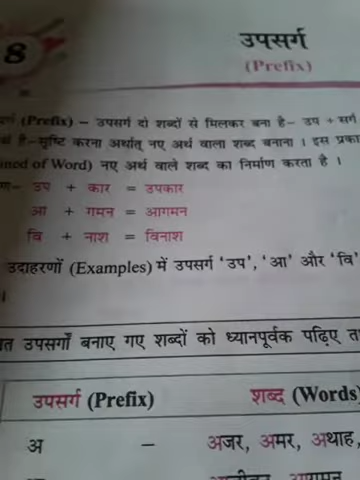 8
उपसर्ग
(Prefix)
(Prefix) – उपसर्ग दो शब्दों से मिलकर बना है– उप + सर्ग
है–सृष्टि करना अर्थात् नए अर्थ वाला शब्द बनाना । इस प्रका
ined of Word) नए अर्थ वाले शब्द का निर्माण करता है ।
उप + कार = उपकार
आ + गमन = आगमन
वि + नाश = विनाश
उदाहरणों (Examples) में उपसर्ग 'उप', 'आ' और 'वि'
उपसर्गों बनाए गए शब्दों को ध्यानपूर्वक पढ़िए
उपसर्ग (Prefix) शब्द (Words)
अ – अजर, अमर, अथाह,